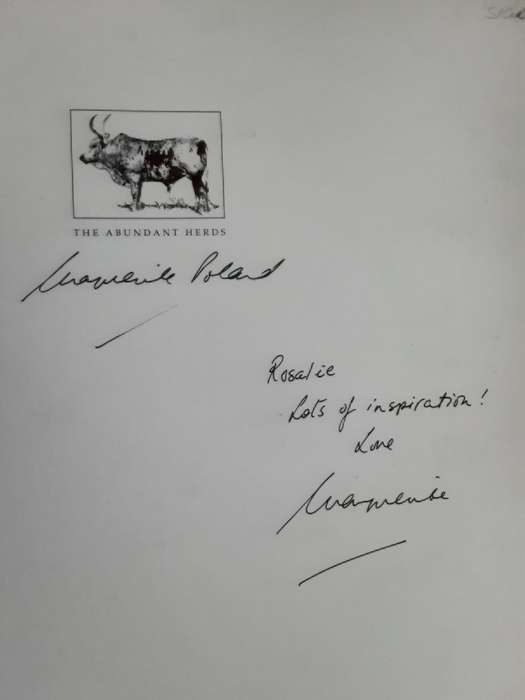 THE ABUNDANT HERDS
Marguerite Poland
Rosalie
Lots of inspiration!
Love
Marguerite